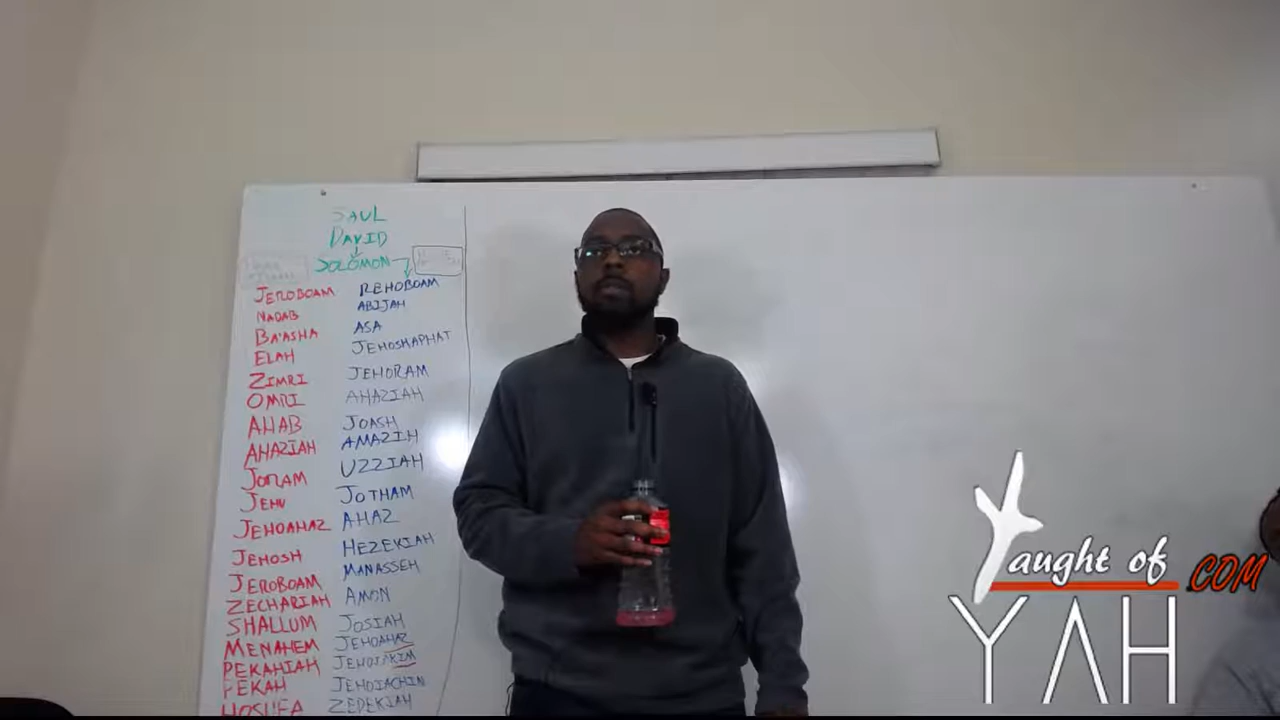 SAUL
DAVID
SOLOMON
JEROBOAM
NADAB
BA'ASHA
ELAH
ZIMRI
OMRI
AHAB
AHAZIAH
JORAM
JEHU
JEHOAHAZ
JEHOSH
JEROBOAM
ZECHARIAH
SHALLUM
MENAHEM
PEKAHIAH
PEKAH
HOSHEA
REHOBOAM
ABIJAH
ASA
JEHOSHAPHAT
JEHORAM
AHAZIAH
JOASH
AMAZIH
UZZIAH
JOTHAM
AHAZ
HEZEKIAH
MANASSEH
AMON
JOSIAH
JEHOAHAZ
JEHOIAKIM
JEHOIACHIN
ZEDEKIAH
Yaught of .COM
YAH